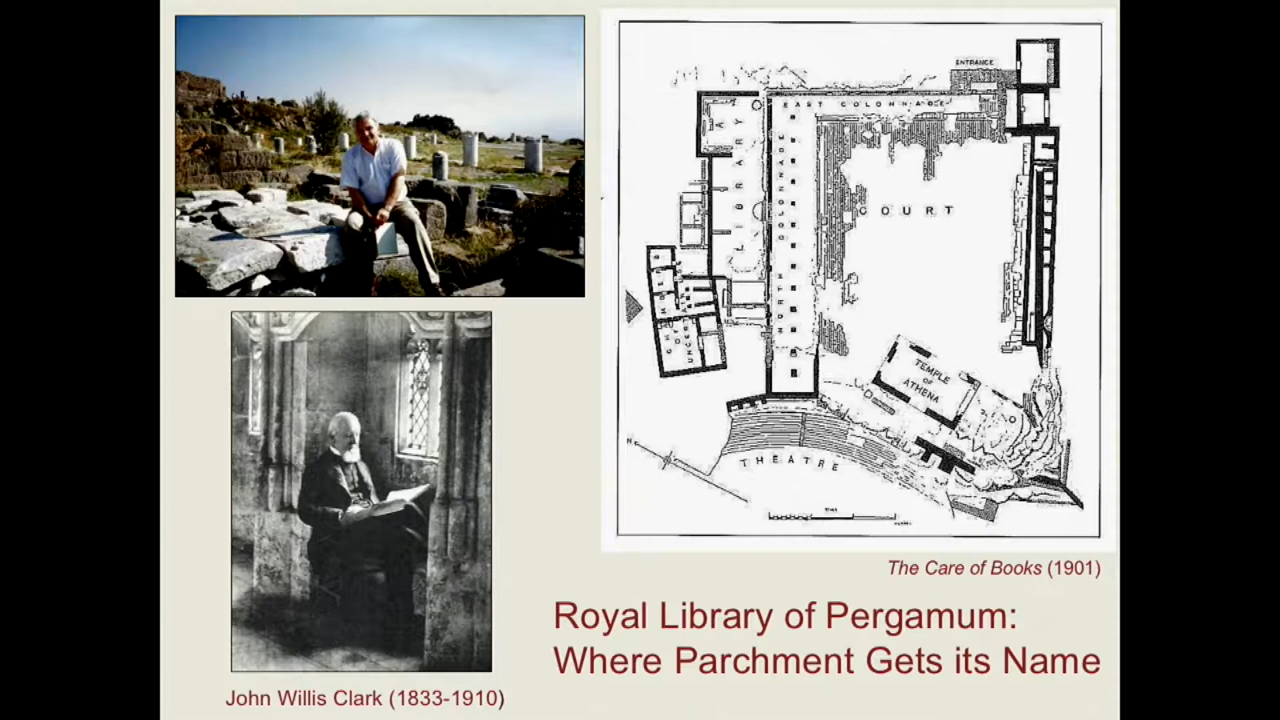 ENTRANCE
EAST COLONNADE
LIBRARY
NORTH COLONNADE
COURT
TEMPLE
OF
ATHENA
N
THEATRE
The Care of Books (1901)
Royal Library of Pergamum:
Where Parchment Gets its Name
John Willis Clark (1833-1910)